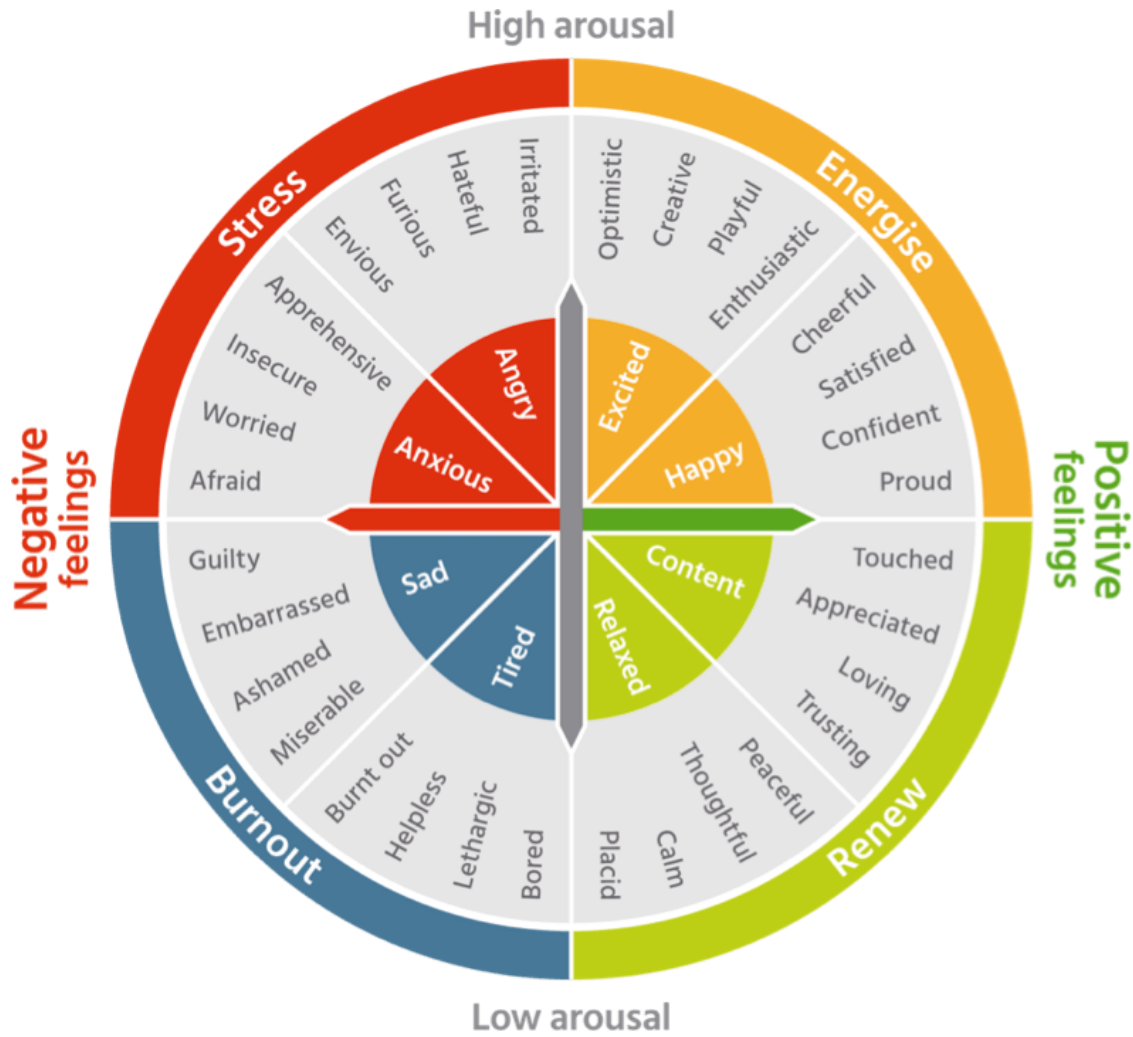 High arousal
Stress
Energise
Irritated
Hateful
Furious
Envious
Apprehensive
Insecure
Worried
Afraid
Optimistic
Creative
Playful
Enthusiastic
Cheerful
Satisfied
Confident
Proud
Angry
Anxious
Excited
Happy
Negative
feelings
Positive
feelings
Sad
Tired
Content
Relaxed
Guilty
Embarrassed
Ashamed
Miserable
Burnt out
Helpless
Lethargic
Bored
Touched
Appreciated
Loving
Trusting
Peaceful
Thoughtful
Calm
Placid
Burnout
Renew
Low arousal